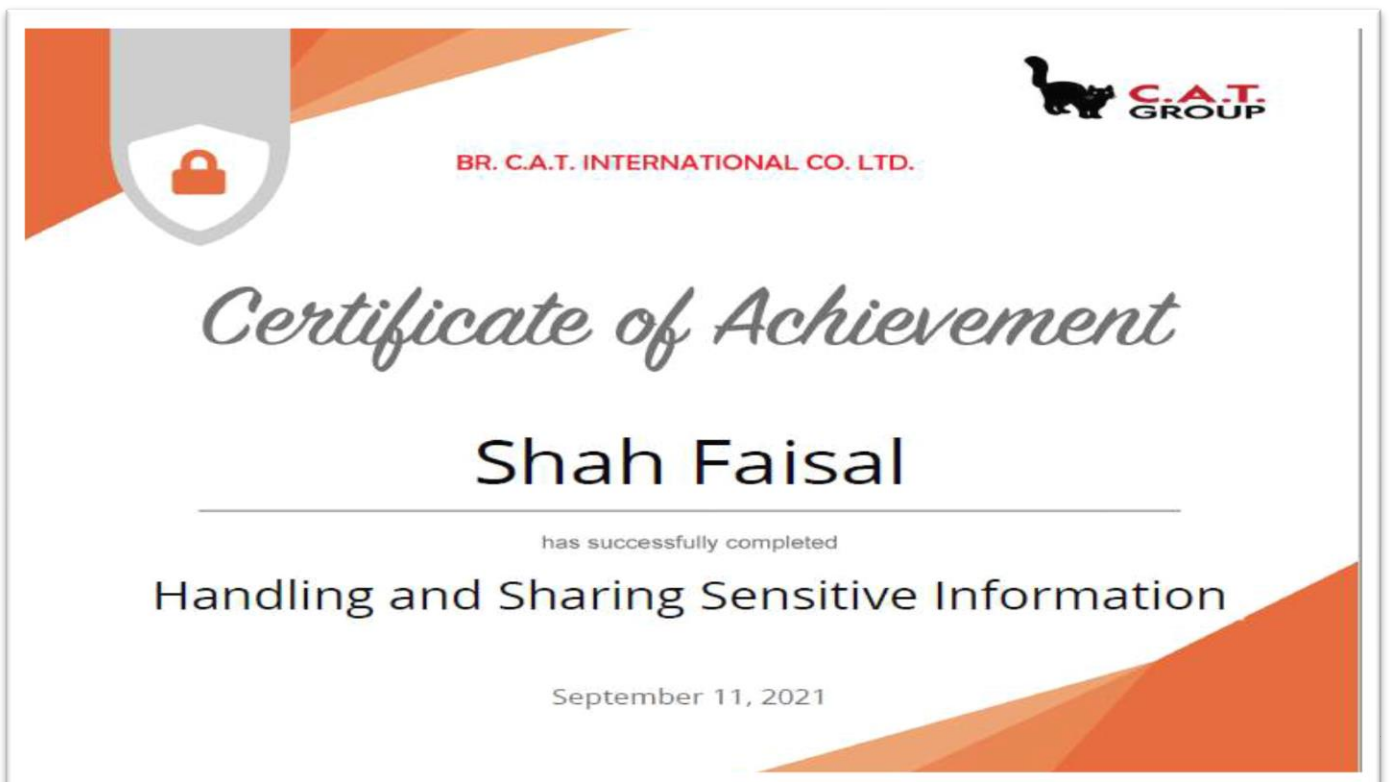 C.A.T.
GROUP
BR. C.A.T. INTERNATIONAL CO. LTD.
Certificate of Achievement
Shah Faisal
has successfully completed
Handling and Sharing Sensitive Information
September 11, 2021